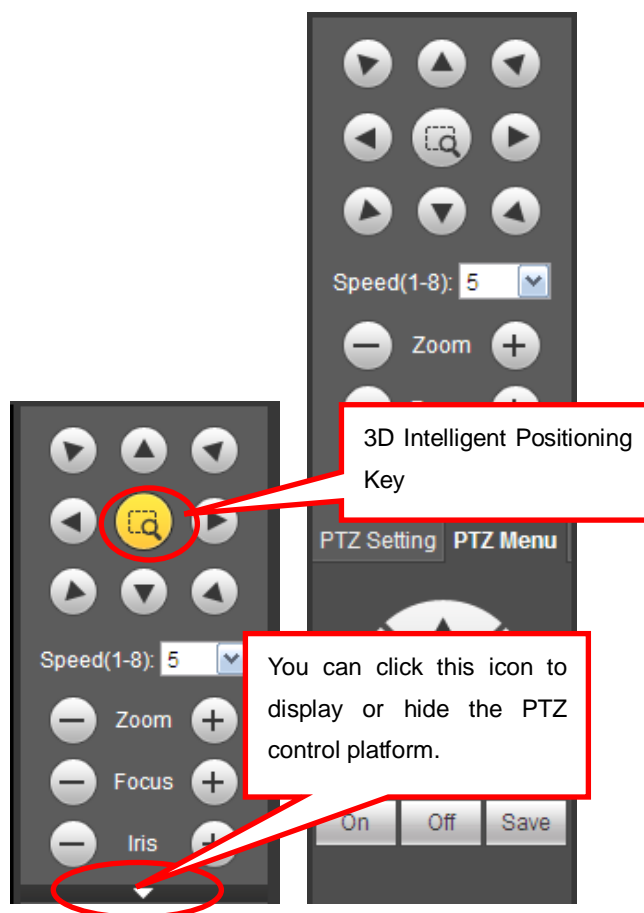 Speed(1-8): 5
Zoom
3D Intelligent Positioning
Key
PTZ Setting PTZ Menu
Speed(1-8): 5
You can click this icon to
display or hide the PTZ
control platform.
Zoom
Focus
Iris
On Off Save